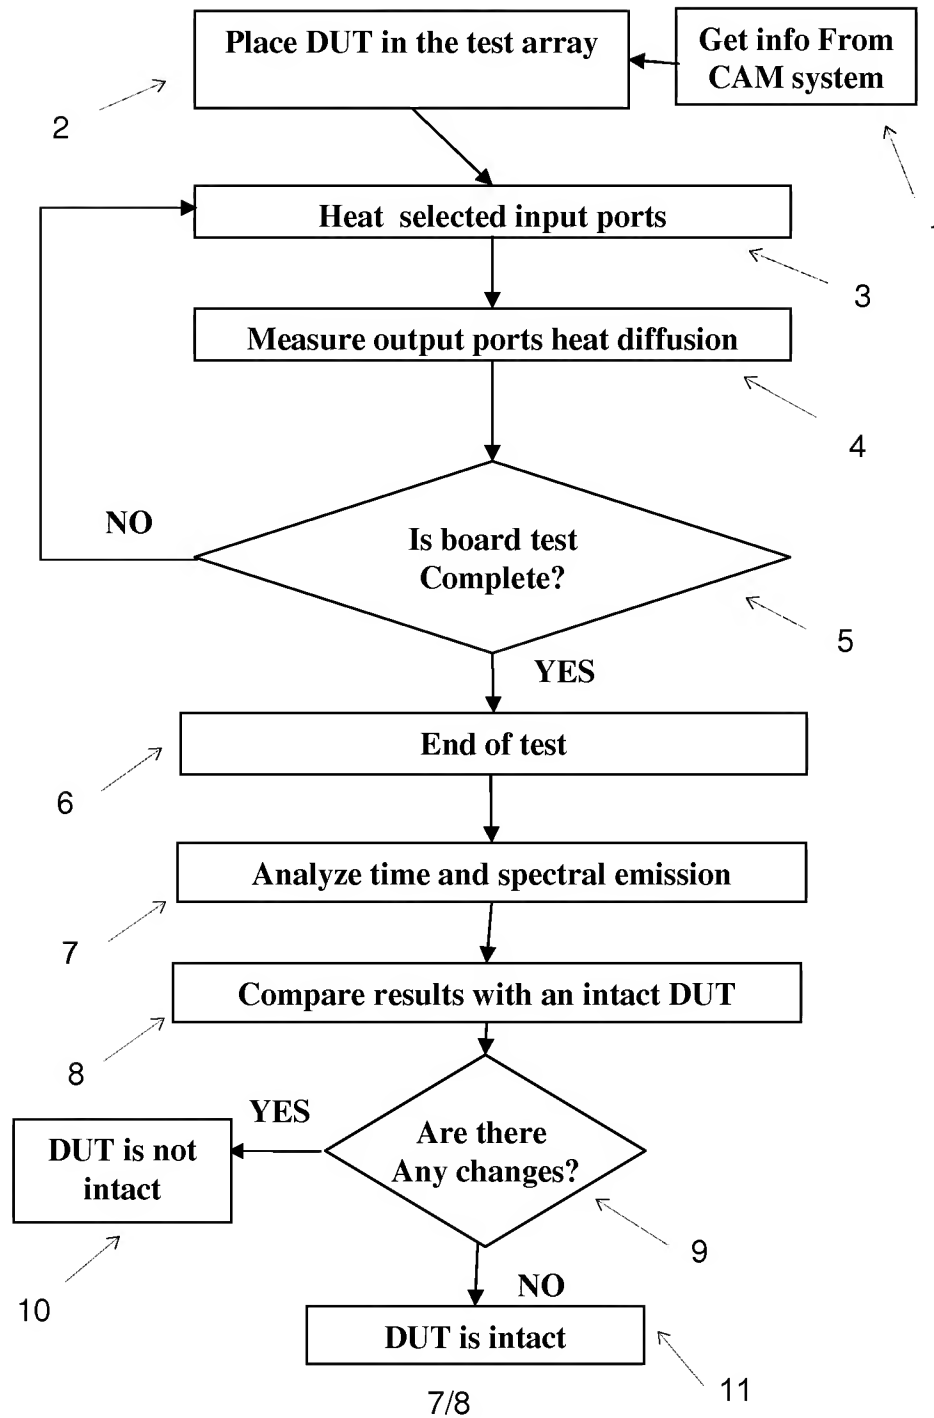 Place DUT in the test array
Get info From
CAM system
2
Heat selected input ports
3
Measure output ports heat diffusion
4
NO
Is board test
Complete?
5
YES
End of test
6
Analyze time and spectral emission
7
Compare results with an intact DUT
8
YES
Are there
Any changes?
DUT is not
intact
9
10
NO
DUT is intact
11
7/8